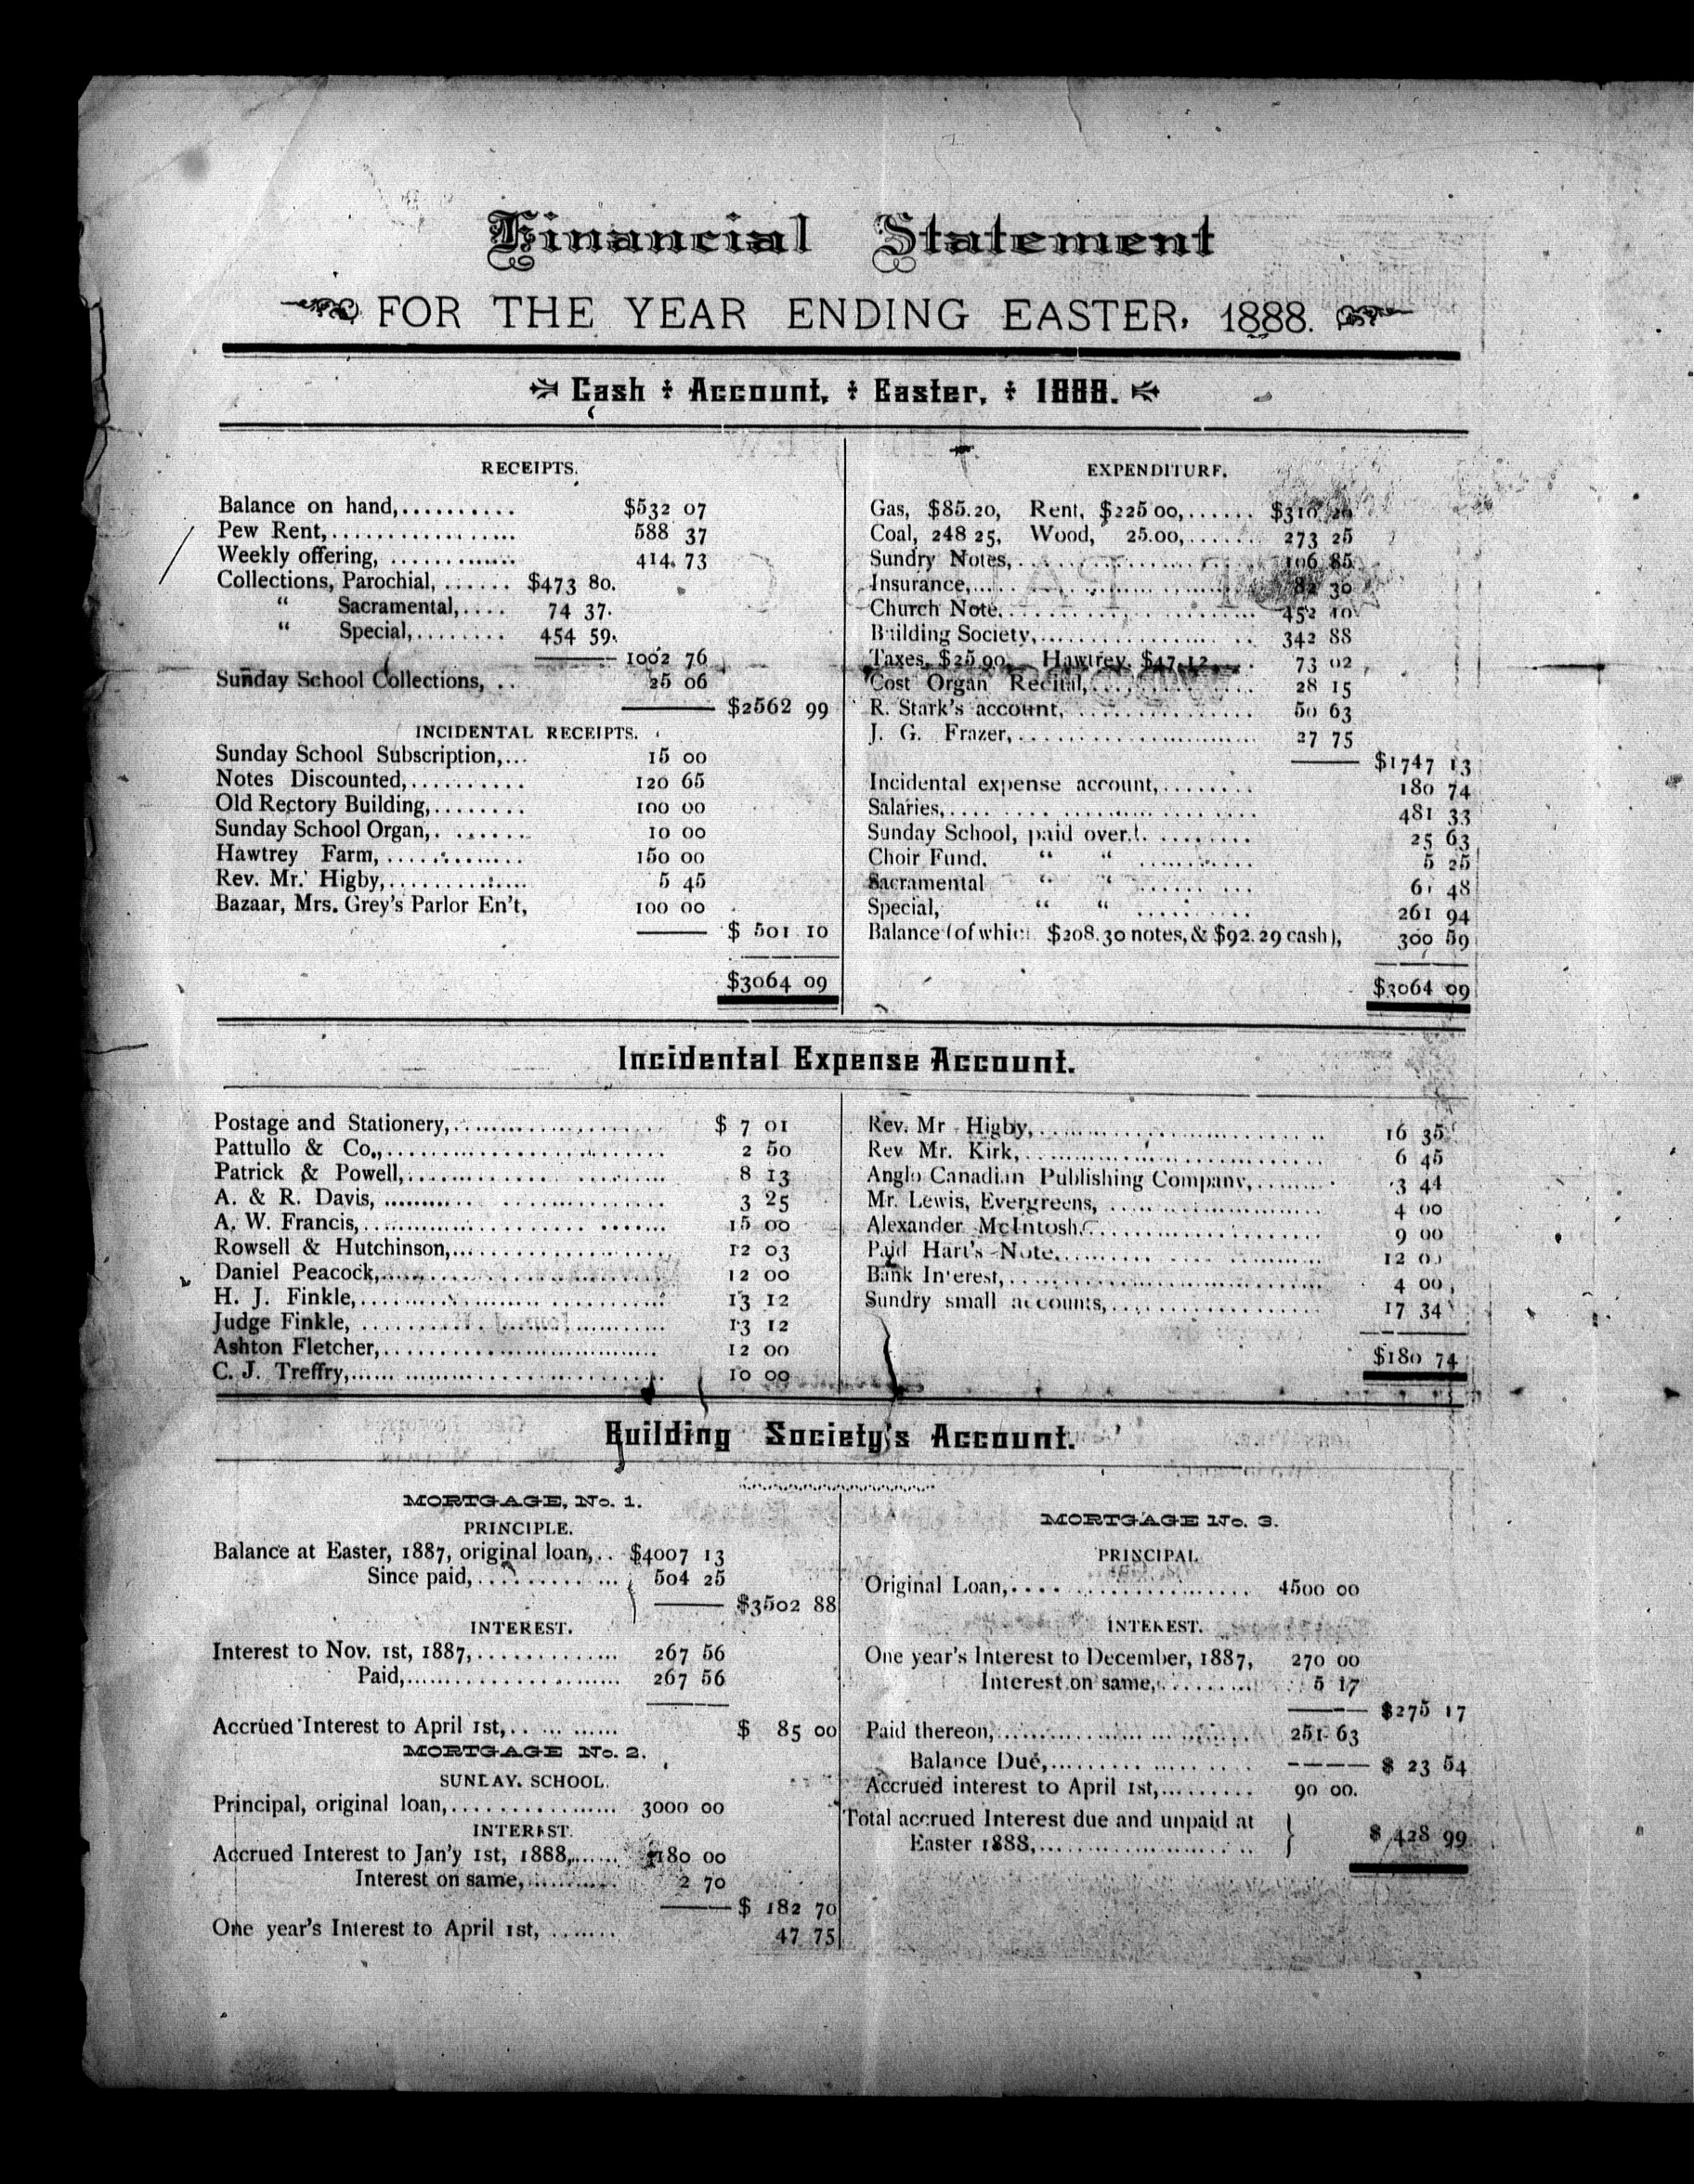 Financial Statement
FOR THE YEAR ENDING EASTER, 1888.
Cash Account, Easter, 1888.
RECEIPTS.
Balance on hand,.......... $532 07
Pew Rent,................. 588 37
Weekly offering, ............. 414 73
Collections, Parochial, ...... $473 80.
“ Sacramental,.... 74 37.
“ Special,........ 454 59.
1002 76
Sunday School Collections, .. 25 06
$2562 99
INCIDENTAL RECEIPTS.
Sunday School Subscription,... 15 00
Notes Discounted,.......... 120 65
Old Rectory Building,........ 100 00
Sunday School Organ,. ....... 10 00
Hawtrey Farm, ............. 150 00
Rev. Mr. Higby,.............. 5 45
Bazaar, Mrs. Grey's Parlor En't, 100 00
$ 501 10
$3064 09
EXPENDITURE.
Gas, $85.20, Rent, $225 00,...... $310 20
Coal, 248 25, Wood, 25.00,....... 273 25
Sundry Notes,........................ 106 85
Insurance,..... ..................... 82 30
Church Note......................... 452 10
Building Society,................. .. 342 88
Taxes, $25.90, Hawtrey, $47.12,.... 73 02
Cost Organ Recital,................ 28 15
R. Stark's account, ................ 50 63
J. G. Frazer,........................ 27 75
$1747 13
Incidental expense account,........ 180 74
Salaries,.... .... .............. .... 481 33
Sunday School, paid over.......... 25 63
Choir Fund. “ “ ............ 5 25
Sacramental “ “ ...... ... 61 48
Special, “ “ ............ 261 94
Balance (of which $208.30 notes, & $92.29 cash), 300 59
$3064 09
Incidental Expense Account.
Postage and Stationery,..................... $ 7 01
Pattullo & Co.,............................. 2 50
Patrick & Powell,................. ......... 8 13
A. & R. Davis, ............................ 3 25
A. W. Francis,....................... ....... 15 00
Rowsell & Hutchinson,...................... 12 03
Daniel Peacock,............................. 12 00
H. J. Finkle,................................ 13 12
Judge Finkle, .............................. 13 12
Ashton Fletcher,............................ 12 00
C. J. Treffry,...... ........................ 10 00
Rev. Mr Higby,............................ .. 16 35
Rev Mr. Kirk,.............................. 6 45
Anglo Canadian Publishing Company,......... 3 44
Mr. Lewis, Evergreens, ..................... 4 00
Alexander McIntosh......................... 9 00
Paid Hart's Note......... .... .......... 12 00
Bank Interest,.............................. 4 00
Sundry small accounts,.................... 17 34
$180 74
Building Society's Account.
MORTGAGE, No. 1.
PRINCIPLE.
Balance at Easter, 1887, original loan,.. $4007 13
Since paid,.......... ... 504 25
$3502 88
INTEREST.
Interest to Nov. 1st, 1887,.............. 267 56
Paid,...................... 267 56
Accrued Interest to April 1st,.. ... ...... $ 85 00
MORTGAGE No. 2.
SUNDAY. SCHOOL.
Principal, original loan,................ 3000 00
INTEREST.
Accrued Interest to Jan'y 1st, 1888,....... $180 00
Interest on same,........... 2 70
$ 182 70
One year's Interest to April 1st, ....... 47 75
MORTGAGE No. 3.
PRINCIPAL
Original Loan,.... .................. 4500 00
INTEREST.
One year's Interest to December, 1887, 270 00
Interest on same,.......... 5 17
$275 17
Paid thereon,......................... 251 63
Balance Due,......... ..... .... $ 23 54
Accrued interest to April 1st,......... 90 00.
Total accrued Interest due and unpaid at
Easter 1888,........................ $ 428 99